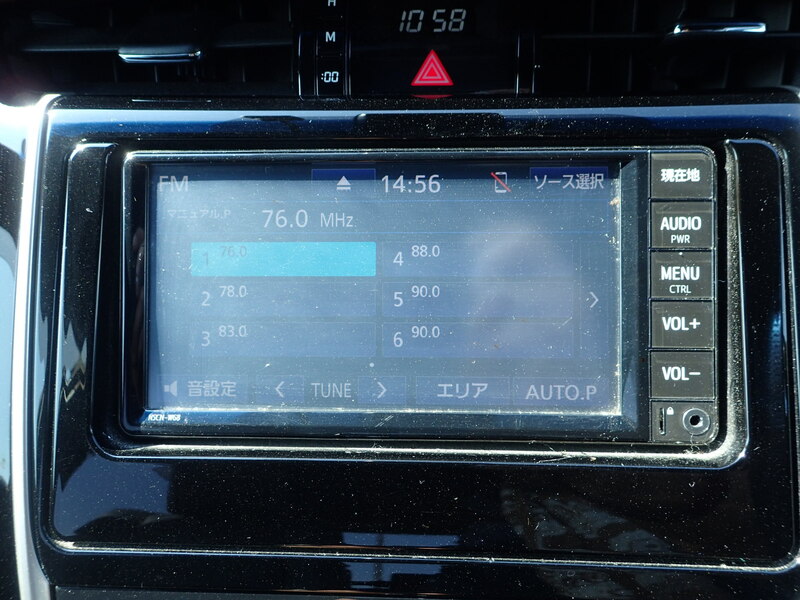 H
10:58
M
:00
FM
14:56
ソース選択
マニュアル.P
76.0 MHz
1 76.0
4 88.0
2 78.0
5 90.0
3 83.0
6 90.0
音設定
TUNE
エリア
AUTO.P
NSCN-W68
現在地
AUDIO
PWR
MENU
CTRL
VOL+
VOL−